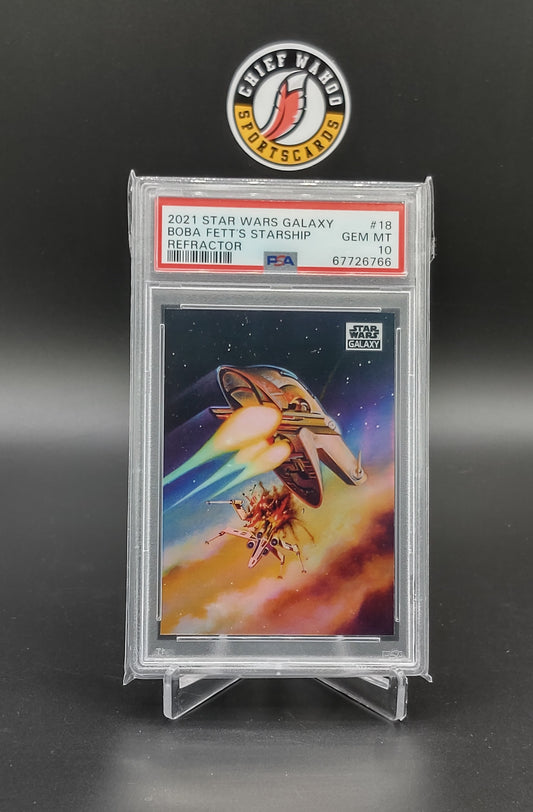 CHIEF WAHOO
SPORTSCARDS
2021 STAR WARS GALAXY #18
BOBA FETT'S STARSHIP GEM MT
REFRACTOR 10
PSA 67726766
STAR
WARS
GALAXY